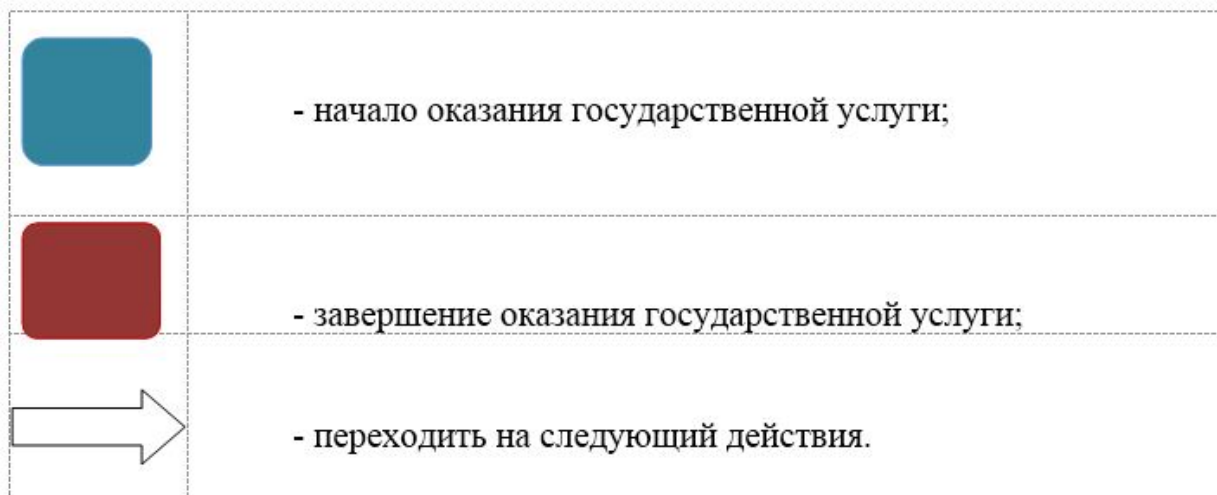 - начало оказания государственной услуги;
- завершение оказания государственной услуги;
- переходить на следующий действия.